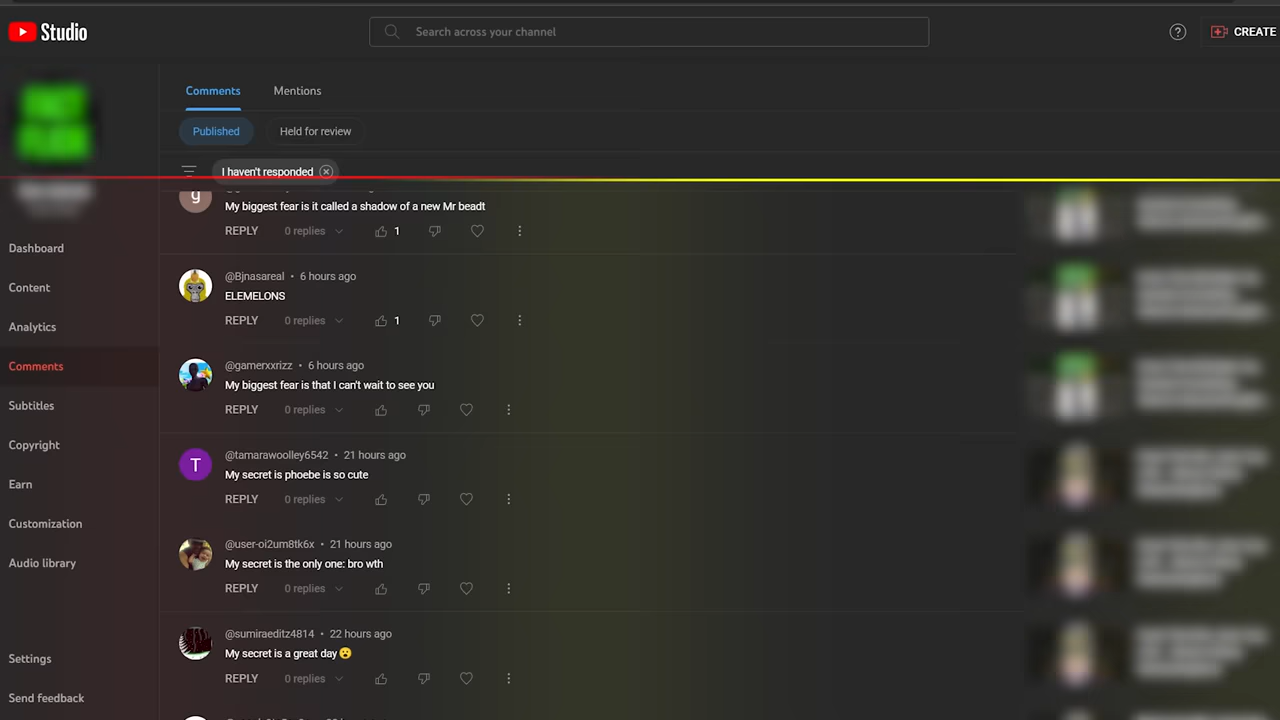 Studio
Search across your channel
CREATE
Comments
Mentions
Published
Held for review
I haven't responded
g
My biggest fear is it called a shadow of a new Mr beadt
REPLY 0 replies 1
Dashboard
Content
Analytics
Comments
Subtitles
Copyright
Earn
Customization
Audio library
Settings
Send feedback
@Bjnasareal • 6 hours ago
ELEMELONS
REPLY 0 replies 1
@gamerxxrizz • 6 hours ago
My biggest fear is that I can't wait to see you
REPLY 0 replies
T
@tamarawoolley6542 • 21 hours ago
My secret is phoebe is so cute
REPLY 0 replies
@user-oi2um8tk6x • 21 hours ago
My secret is the only one: bro wth
REPLY 0 replies
@sumiraeditz4814 • 22 hours ago
My secret is a great day😮
REPLY 0 replies